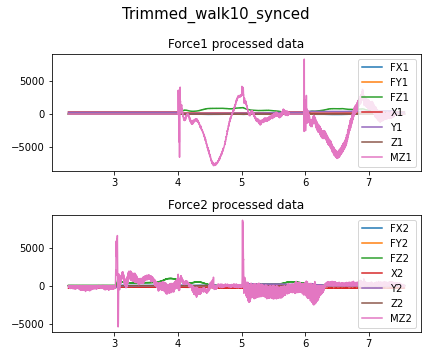 Trimmed_walk10_synced
Force1 processed data
5000
0
−5000
3 4 5 6 7
FX1
FY1
FZ1
X1
Y1
Z1
MZ1
Force2 processed data
5000
0
−5000
3 4 5 6 7
FX2
FY2
FZ2
X2
Y2
Z2
MZ2